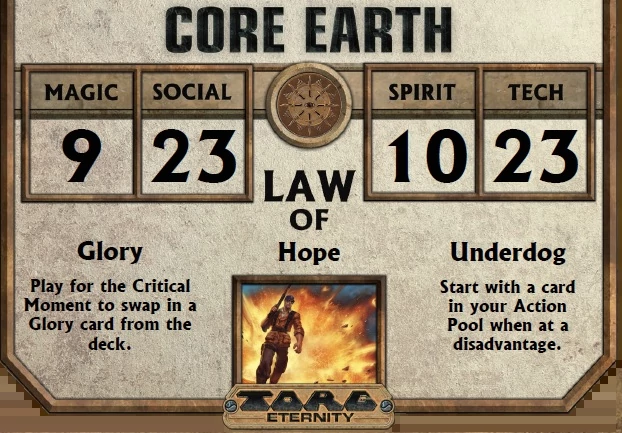 CORE EARTH
MAGIC SOCIAL SPIRIT TECH
9 23 10 23
LAW
OF
Glory Hope Underdog
Play for the Critical
Moment to swap in a
Glory card from the
deck.
Start with a card
in your Action
Pool when at a
disadvantage.
TORG
ETERNITY